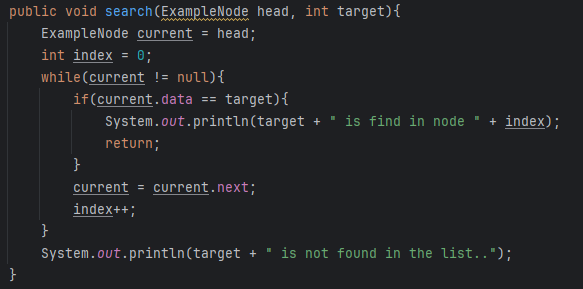 public void search(ExampleNode head, int target){
    ExampleNode current = head;
    int index = 0;
    while(current != null){
        if(current.data == target){
            System.out.println(target + " is find in node " + index);
            return;
        }
        current = current.next;
        index++;
    }
    System.out.println(target + " is not found in the list..");
}